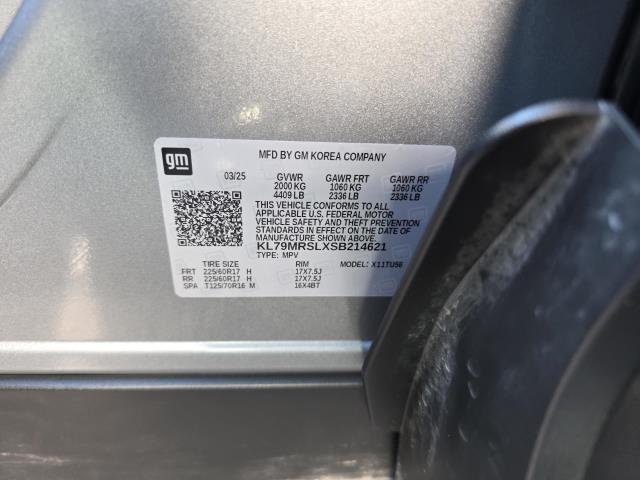 gm
MFD BY GM KOREA COMPANY
03/25 GVWR GAWR FRT GAWR RR
2000 KG 1060 KG 1060 KG
4409 LB 2336 LB 2336 LB
THIS VEHICLE CONFORMS TO ALL
APPLICABLE U.S. FEDERAL MOTOR
VEHICLE SAFETY AND THEFT PREVENTION
STANDARDS IN EFFECT ON THE DATE OF
MANUFACTURE SHOWN ABOVE.
KL79MRSLXSB214621
TYPE: MPV MODEL: X11TU56
TIRE SIZE RIM
FRT 225/60R17 H 17X7.5J
RR 225/60R17 H 17X7.5J
SPA T125/70R16 M 16X4BT